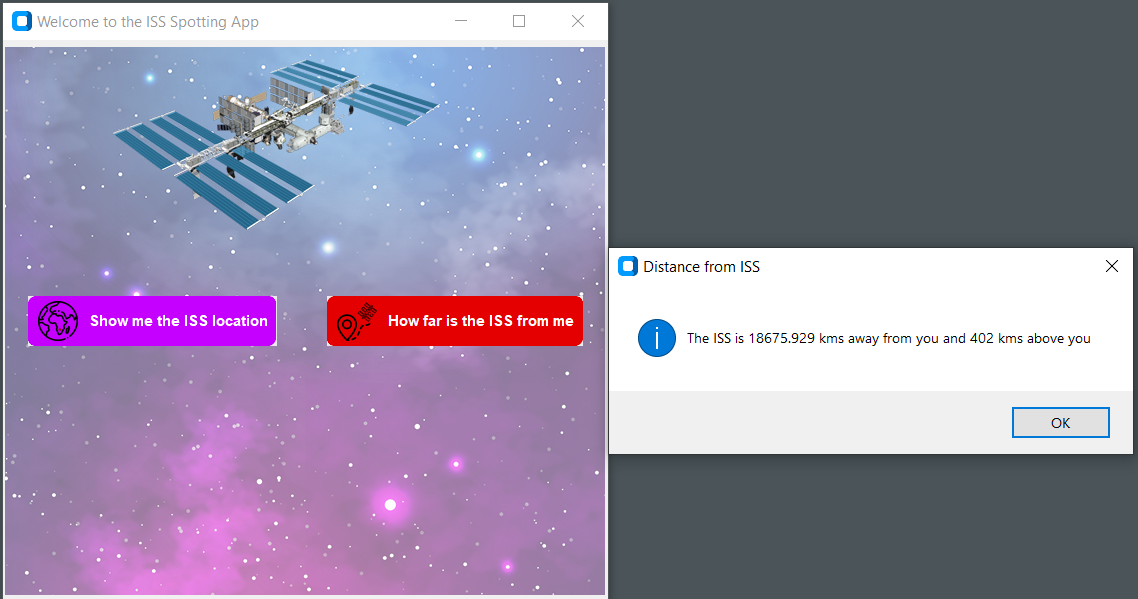 Welcome to the ISS Spotting App
Show me the ISS location
How far is the ISS from me
Distance from ISS
The ISS is 18675.929 kms away from you and 402 kms above you
OK